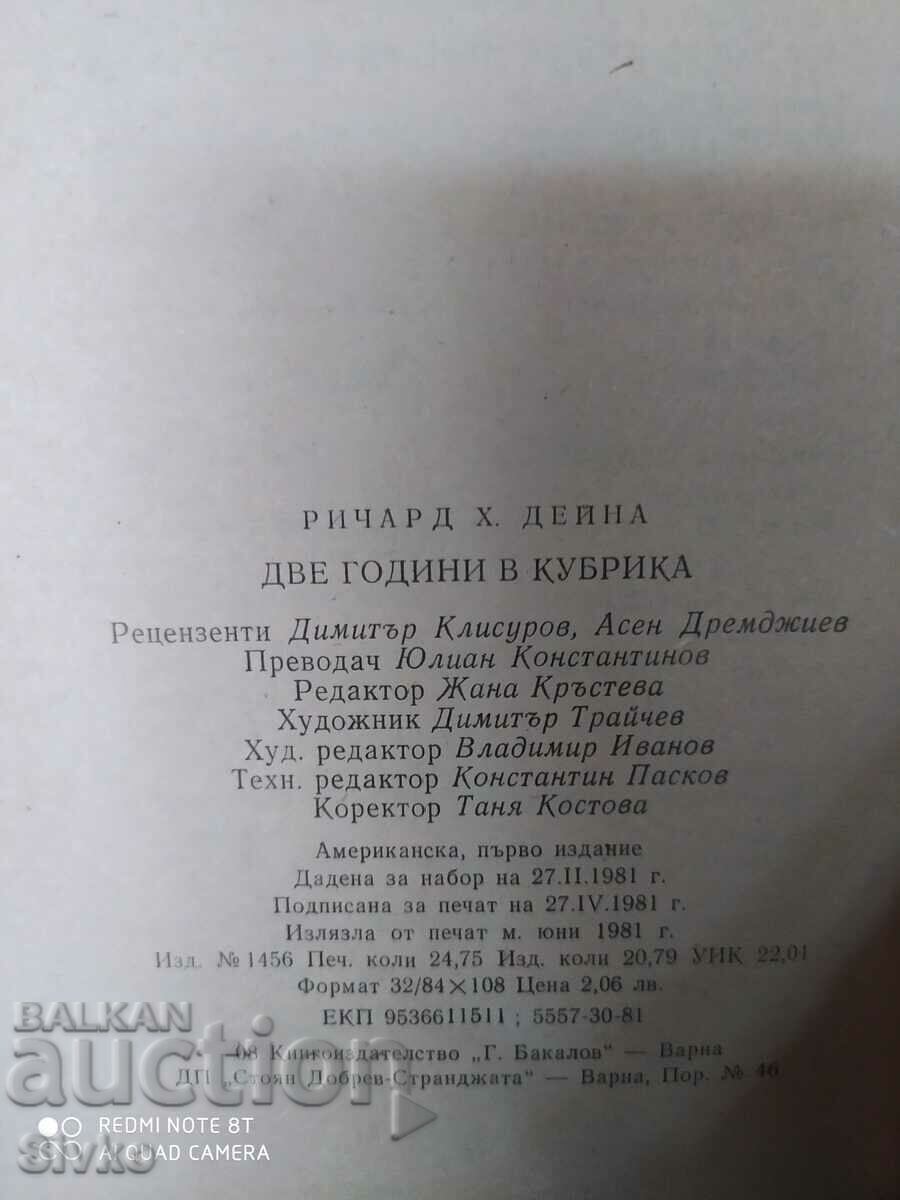 РИЧАРД Х. ДЕЙНА
ДВЕ ГОДИНИ В КУБРИКА
Рецензенти Димитър Клисуров, Асен Дремджиев
Преводач Юлиан Константинов
Редактор Жана Кръстева
Художник Димитър Трайчев
Худ. редактор Владимир Иванов
Техн. редактор Константин Пасков
Коректор Таня Костова
Американска, първо издание
Дадена за набор на 27.II.1981 г.
Подписана за печат на 27.IV.1981 г.
Излязла от печат м. юни 1981 г.
Изд. №1456 Печ. коли 24,75 Изд. коли 20,79 УИК 22,01
Формат 32/84×108 Цена 2,06 лв.
ЕКП 9536611511; 5557-30-81
08 Книгоиздателство „Г. Бакалов“ — Варна
ДП „Стоян Добрев-Странджата“ — Варна, Пор. № 46
BALKAN
auction
REDMI NOTE 8T
AI QUAD CAMERA
Sivko